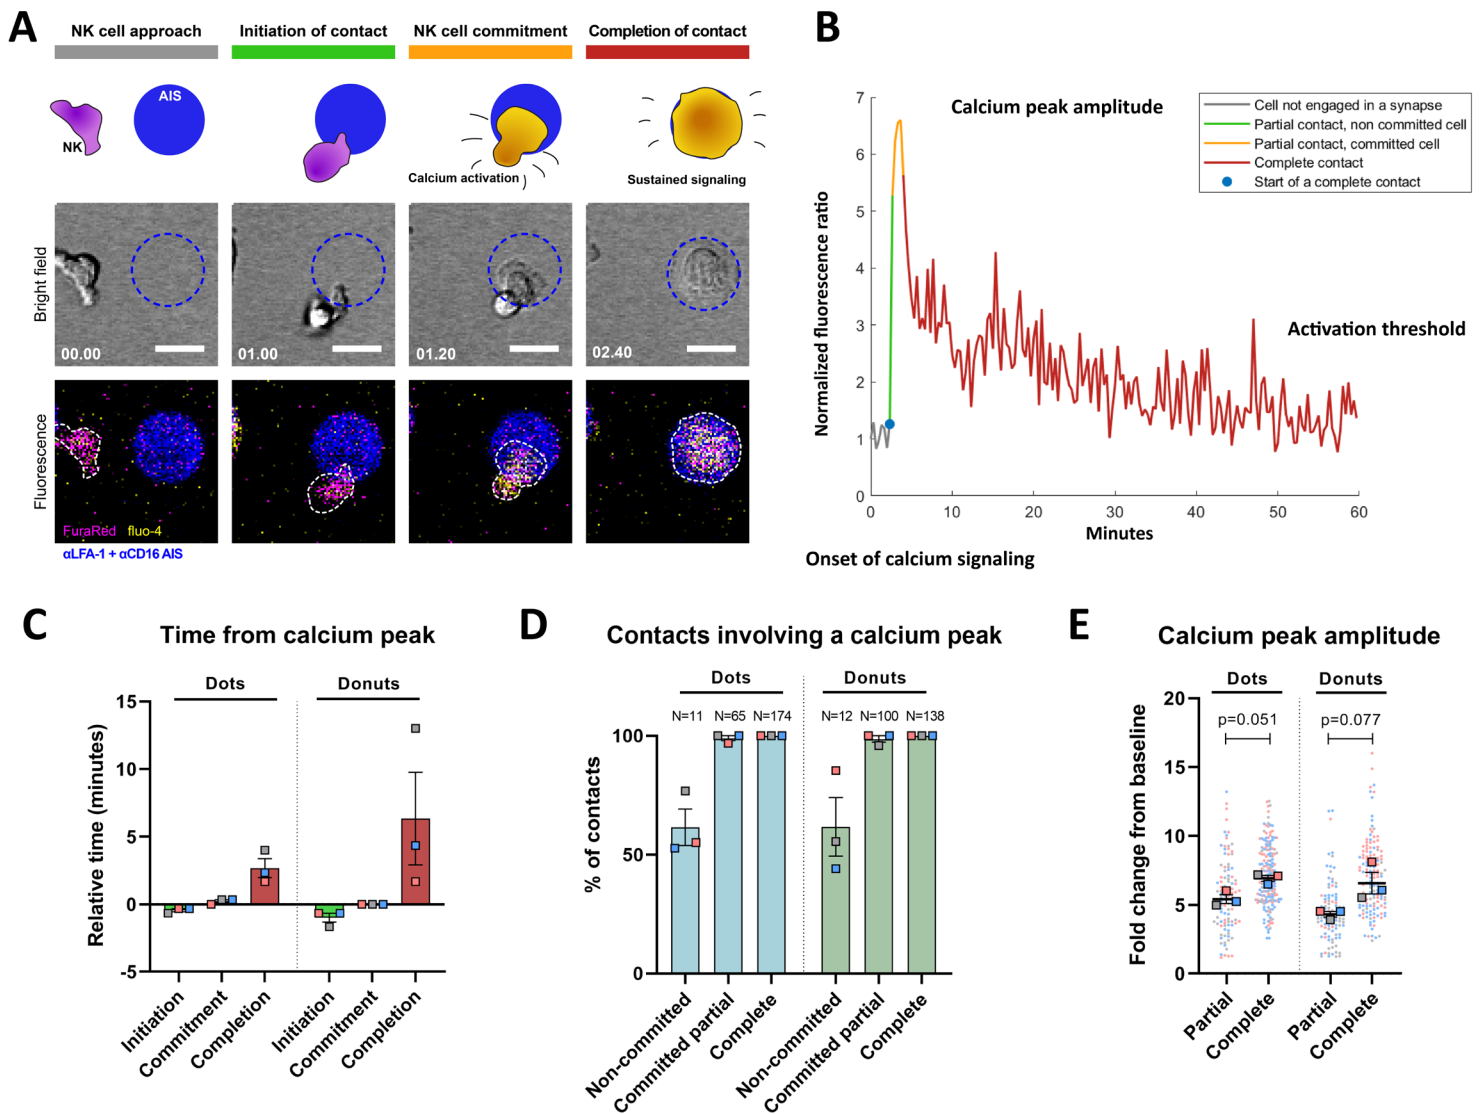 A
NK cell approach
Initiation of contact
NK cell commitment
Completion of contact
AIS
NK
Calcium activation
Sustained signaling
Bright field
00.00
01.00
01.20
02.40
Fluorescence
FuraRed
fluo-4
αLFA-1 + αCD16 AIS
B
Calcium peak amplitude
Cell not engaged in a synapse
Partial contact, non committed cell
Partial contact, committed cell
Complete contact
Start of a complete contact
Activation threshold
Normalized fluorescence ratio
7
6
5
4
3
2
1
0
0
10
20
30
40
50
60
Minutes
Onset of calcium signaling
C
Time from calcium peak
Dots
Donuts
Relative time (minutes)
15
10
5
0
-5
Initiation
Commitment
Completion
Initiation
Commitment
Completion
D
Contacts involving a calcium peak
Dots
Donuts
N=11
N=65
N=174
N=12
N=100
N=138
% of contacts
100
50
0
Non-committed
Committed partial
Complete
Non-committed
Committed partial
Complete
E
Calcium peak amplitude
Dots
Donuts
p=0.051
p=0.077
Fold change from baseline
20
15
10
5
0
Partial
Complete
Partial
Complete